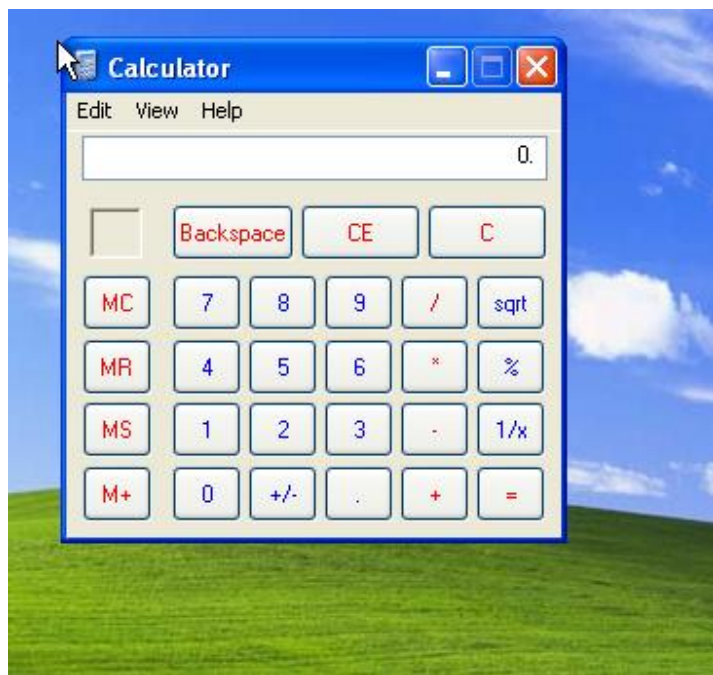 Calculator
Edit View Help
0.
Backspace CE C
MC 7 8 9 / sqrt
MR 4 5 6 * %
MS 1 2 3 - 1/x
M+ 0 +/- . + =